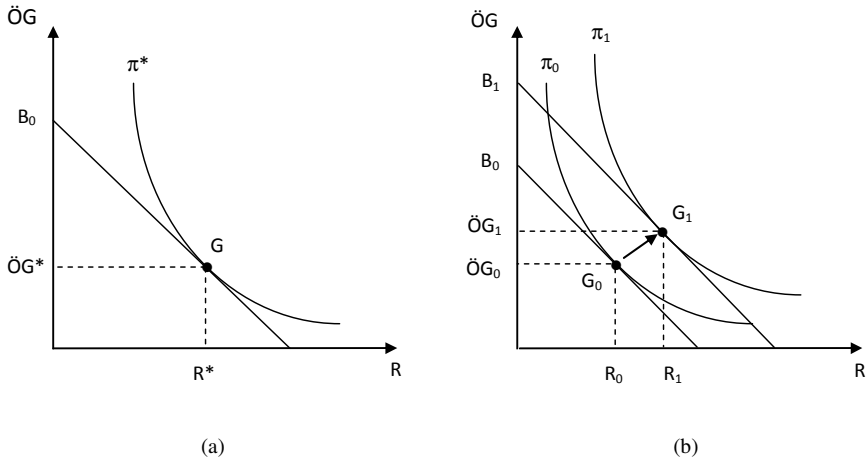 ÖG
π*
B₀
G
ÖG*
R*
R
(a)
ÖG
π₁
π₀
B₁
B₀
G₁
ÖG₁
ÖG₀
G₀
R₀
R₁
R
(b)